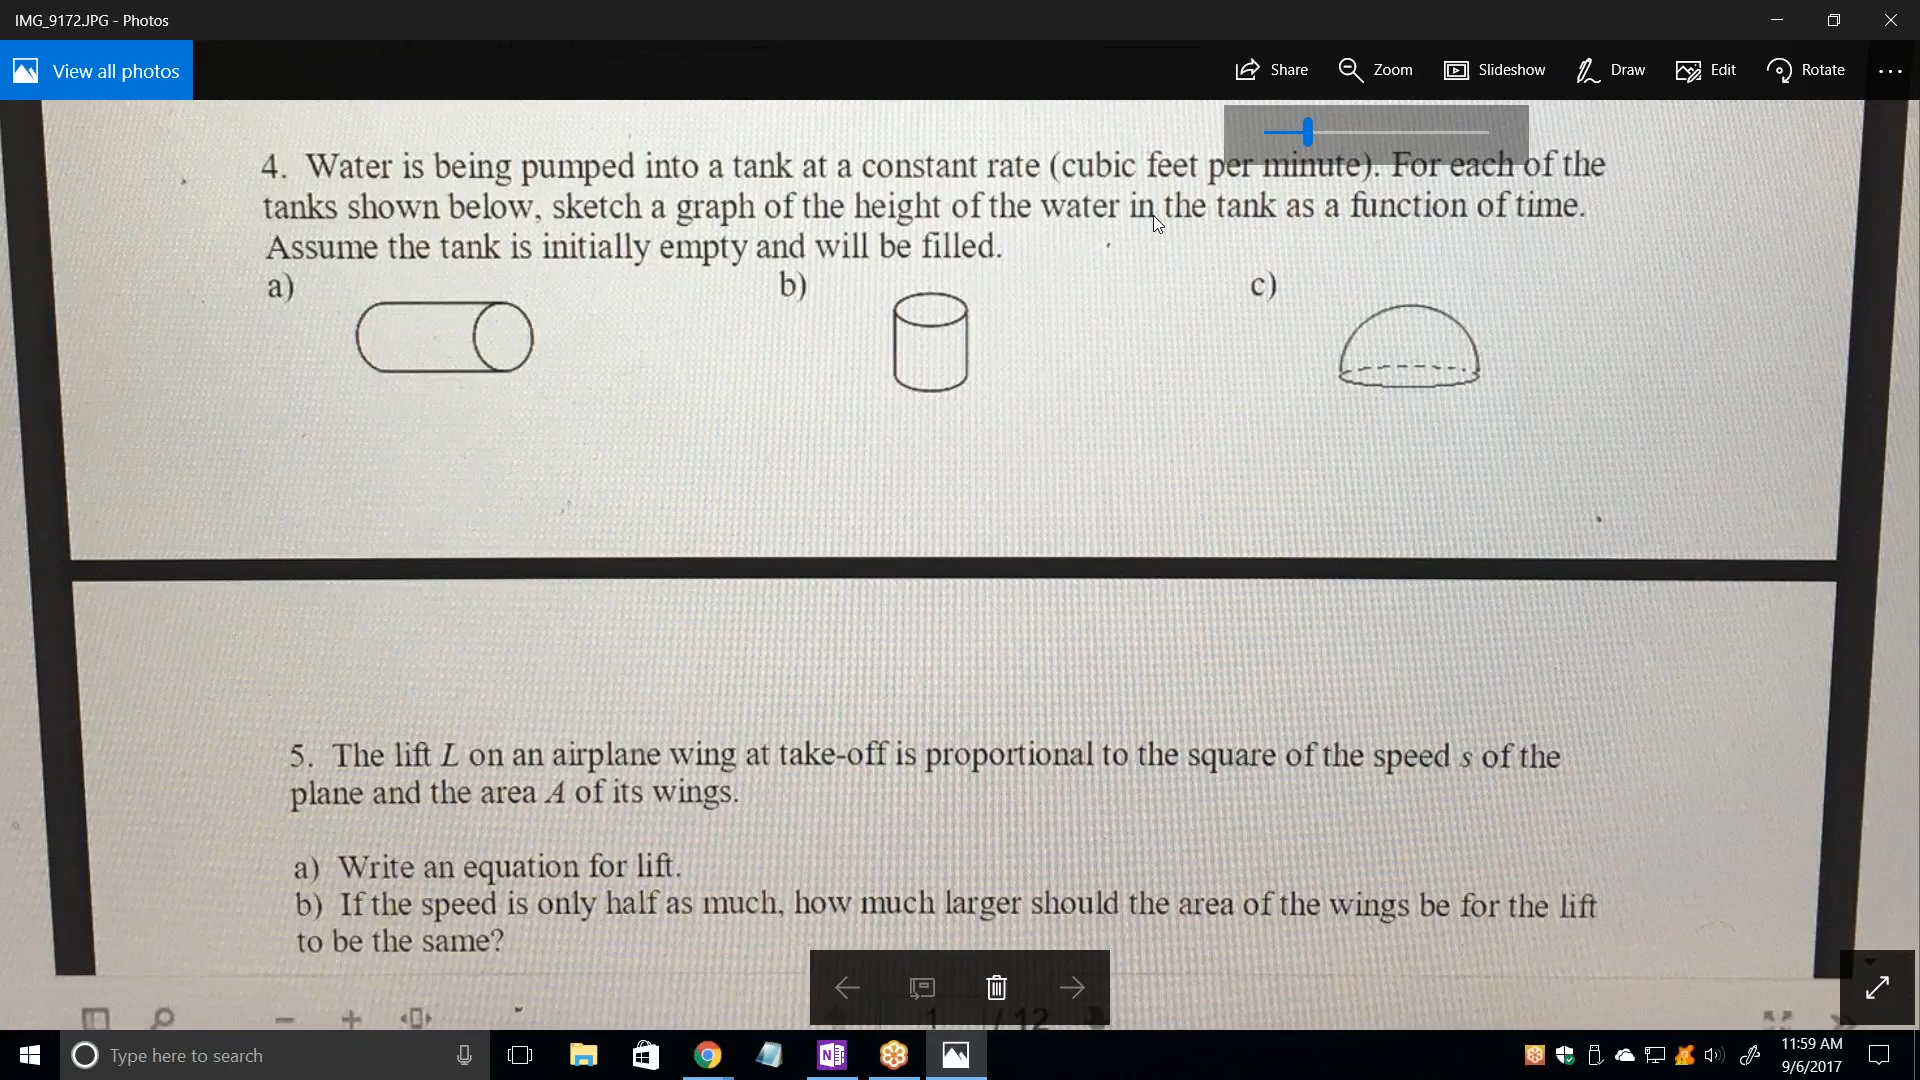 IMG_9172.JPG - Photos
View all photos
Share
Zoom
Slideshow
Draw
Edit
Rotate
4. Water is being pumped into a tank at a constant rate (cubic feet per minute). For each of the
tanks shown below, sketch a graph of the height of the water in the tank as a function of time.
Assume the tank is initially empty and will be filled.
a)
b)
c)
5. The lift L on an airplane wing at take-off is proportional to the square of the speed s of the
plane and the area A of its wings.
a) Write an equation for lift.
b) If the speed is only half as much, how much larger should the area of the wings be for the lift
to be the same?
1 / 12
Type here to search
N
11:59 AM
9/6/2017